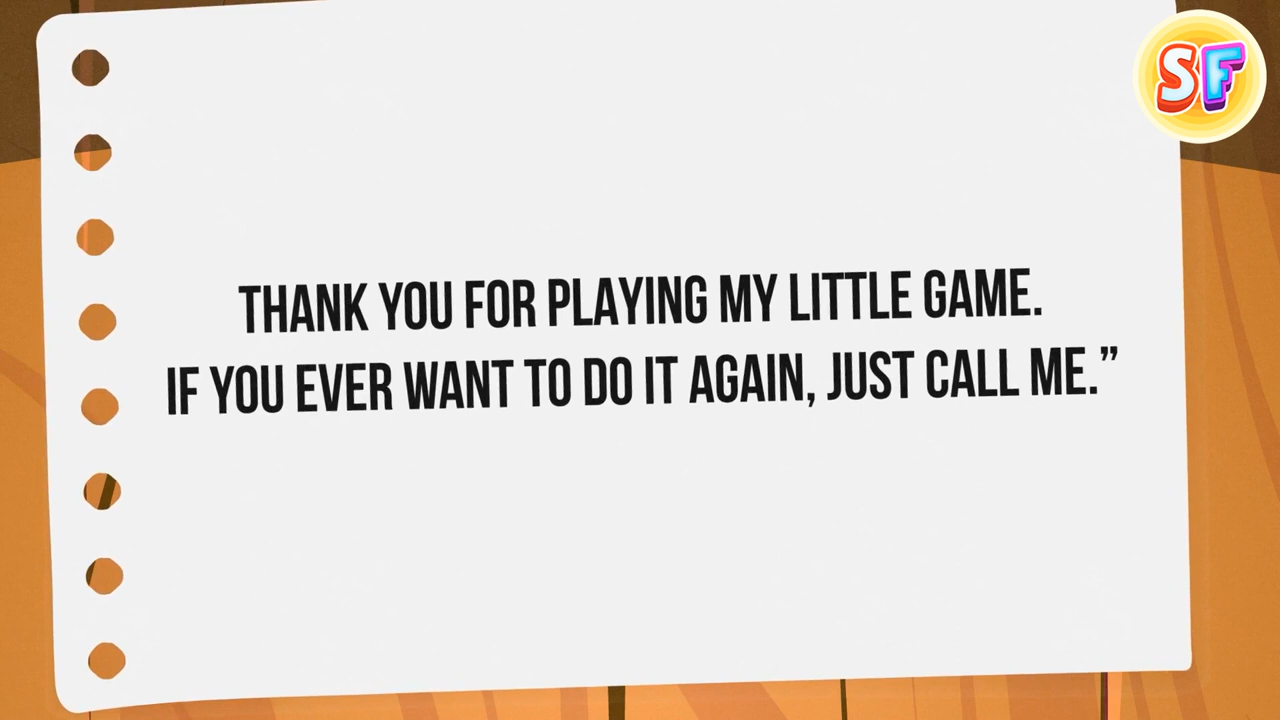 SF
THANK YOU FOR PLAYING MY LITTLE GAME.
IF YOU EVER WANT TO DO IT AGAIN, JUST CALL ME.”